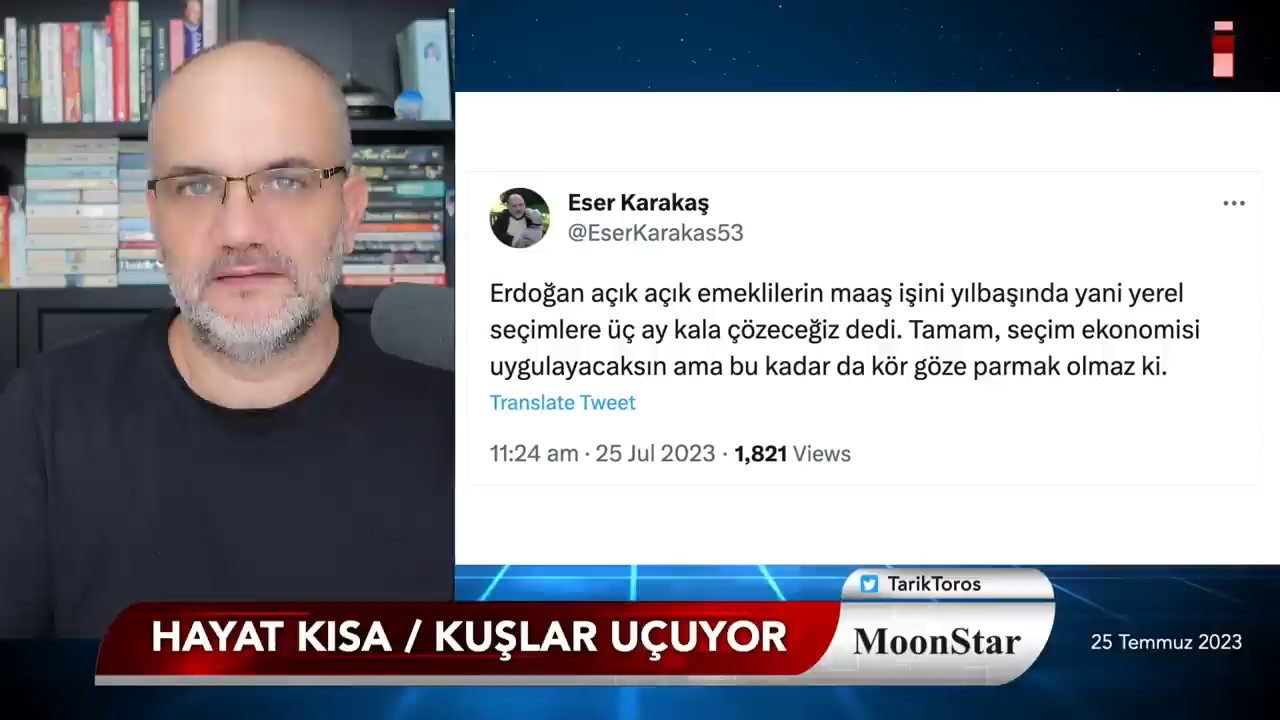 Eser Karakaş
@EserKarakas53
Erdoğan açık açık emeklilerin maaş işini yılbaşında yani yerel
seçimlere üç ay kala çözeceğiz dedi. Tamam, seçim ekonomisi
uygulayacaksın ama bu kadar da kör göze parmak olmaz ki.
Translate Tweet
11:24 am · 25 Jul 2023 · 1,821 Views
TarikToros
HAYAT KISA / KUŞLAR UÇUYOR
MoonStar
25 Temmuz 2023